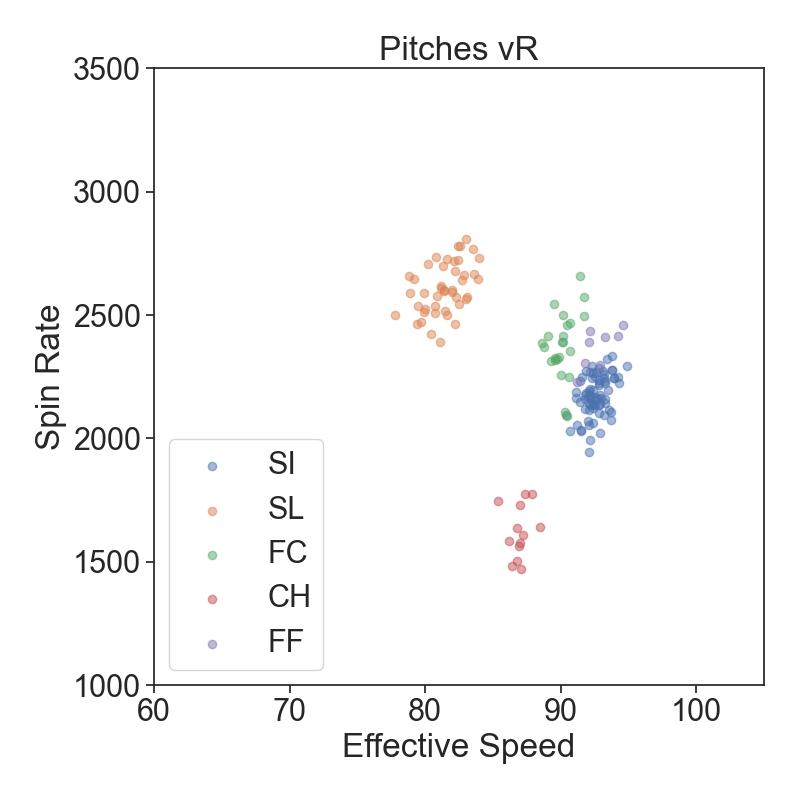 Pitches vR
3500
3000
2500
2000
1500
1000
Spin Rate
SI
SL
FC
CH
FF
60 70 80 90 100
Effective Speed